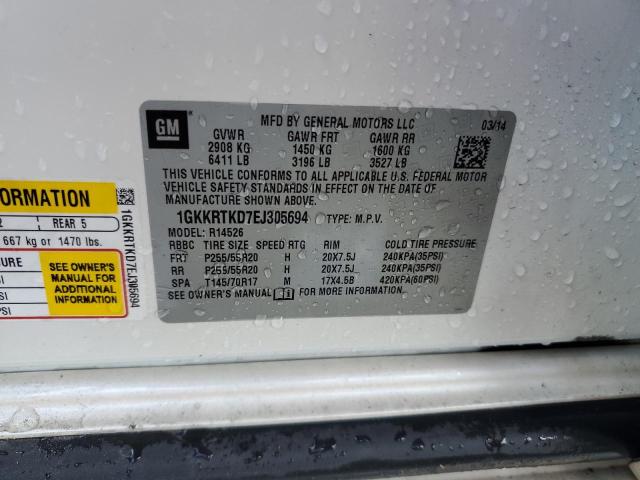 GM
MFD BY GENERAL MOTORS LLC 03/14
GVWR GAWR FRT GAWR RR
2908 KG 1450 KG 1600 KG
6411 LB 3196 LB 3527 LB
THIS VEHICLE CONFORMS TO ALL APPLICABLE U.S. FEDERAL MOTOR
VEHICLE SAFETY STANDARDS IN EFFECT ON THE DATE OF
MANUFACTURE SHOWN ABOVE.
1GKKRTKD7EJ305694 TYPE: M.P.V.
MODEL: R14526
RBBC TIRE SIZE SPEED RTG RIM COLD TIRE PRESSURE
FRT P255/55R20 H 20X7.5J 240KPA(35PSI)
RR P255/55R20 H 20X7.5J 240KPA(35PSI)
SPA T145/70R17 M 17X4.5B 420KPA(60PSI)
SEE OWNER'S MANUAL FOR MORE INFORMATION.
FORMATION
2 REAR 5
667 kg or 1470 lbs.
SURE
SEE OWNER'S
MANUAL FOR
ADDITIONAL
INFORMATION
1GKKRTKD7EJ305694